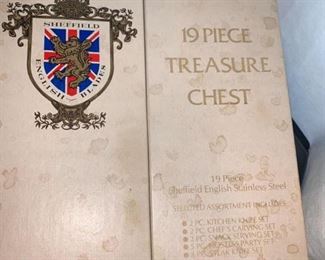 SHEFFIELD
ENGLISH BLADES
19 PIECE
TREASURE
CHEST
19 Piece
Sheffield English Stainless Steel
SELECTED ASSORTMENT INCLUDES:
2 PC. KITCHEN KNIFE SET
2 PC. CHEF'S CARVING SET
2 PC. SNACK SERVING SET
5 PC. HOSTESS PARTY SET
8 PC. STEAK KNIFE SET